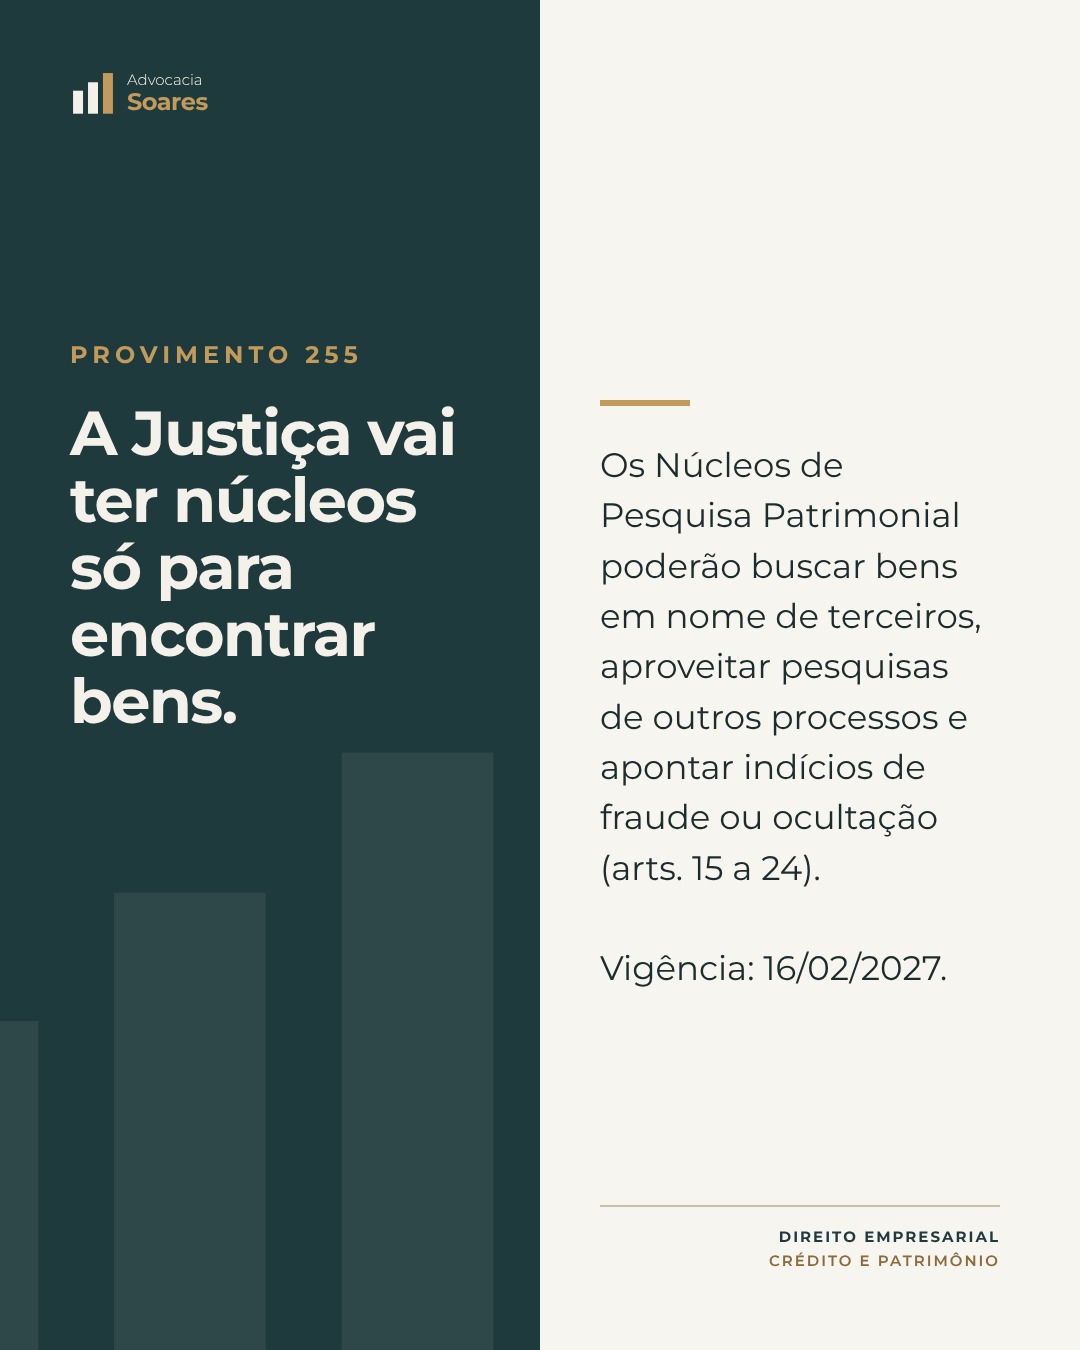 Advocacia
Soares
PROVIMENTO 255
A Justiça vai
ter núcleos
só para
encontrar
bens.
Os Núcleos de
Pesquisa Patrimonial
poderão buscar bens
em nome de terceiros,
aproveitar pesquisas
de outros processos e
apontar indícios de
fraude ou ocultação
(arts. 15 a 24).
Vigência: 16/02/2027.
DIREITO EMPRESARIAL
CRÉDITO E PATRIMÔNIO